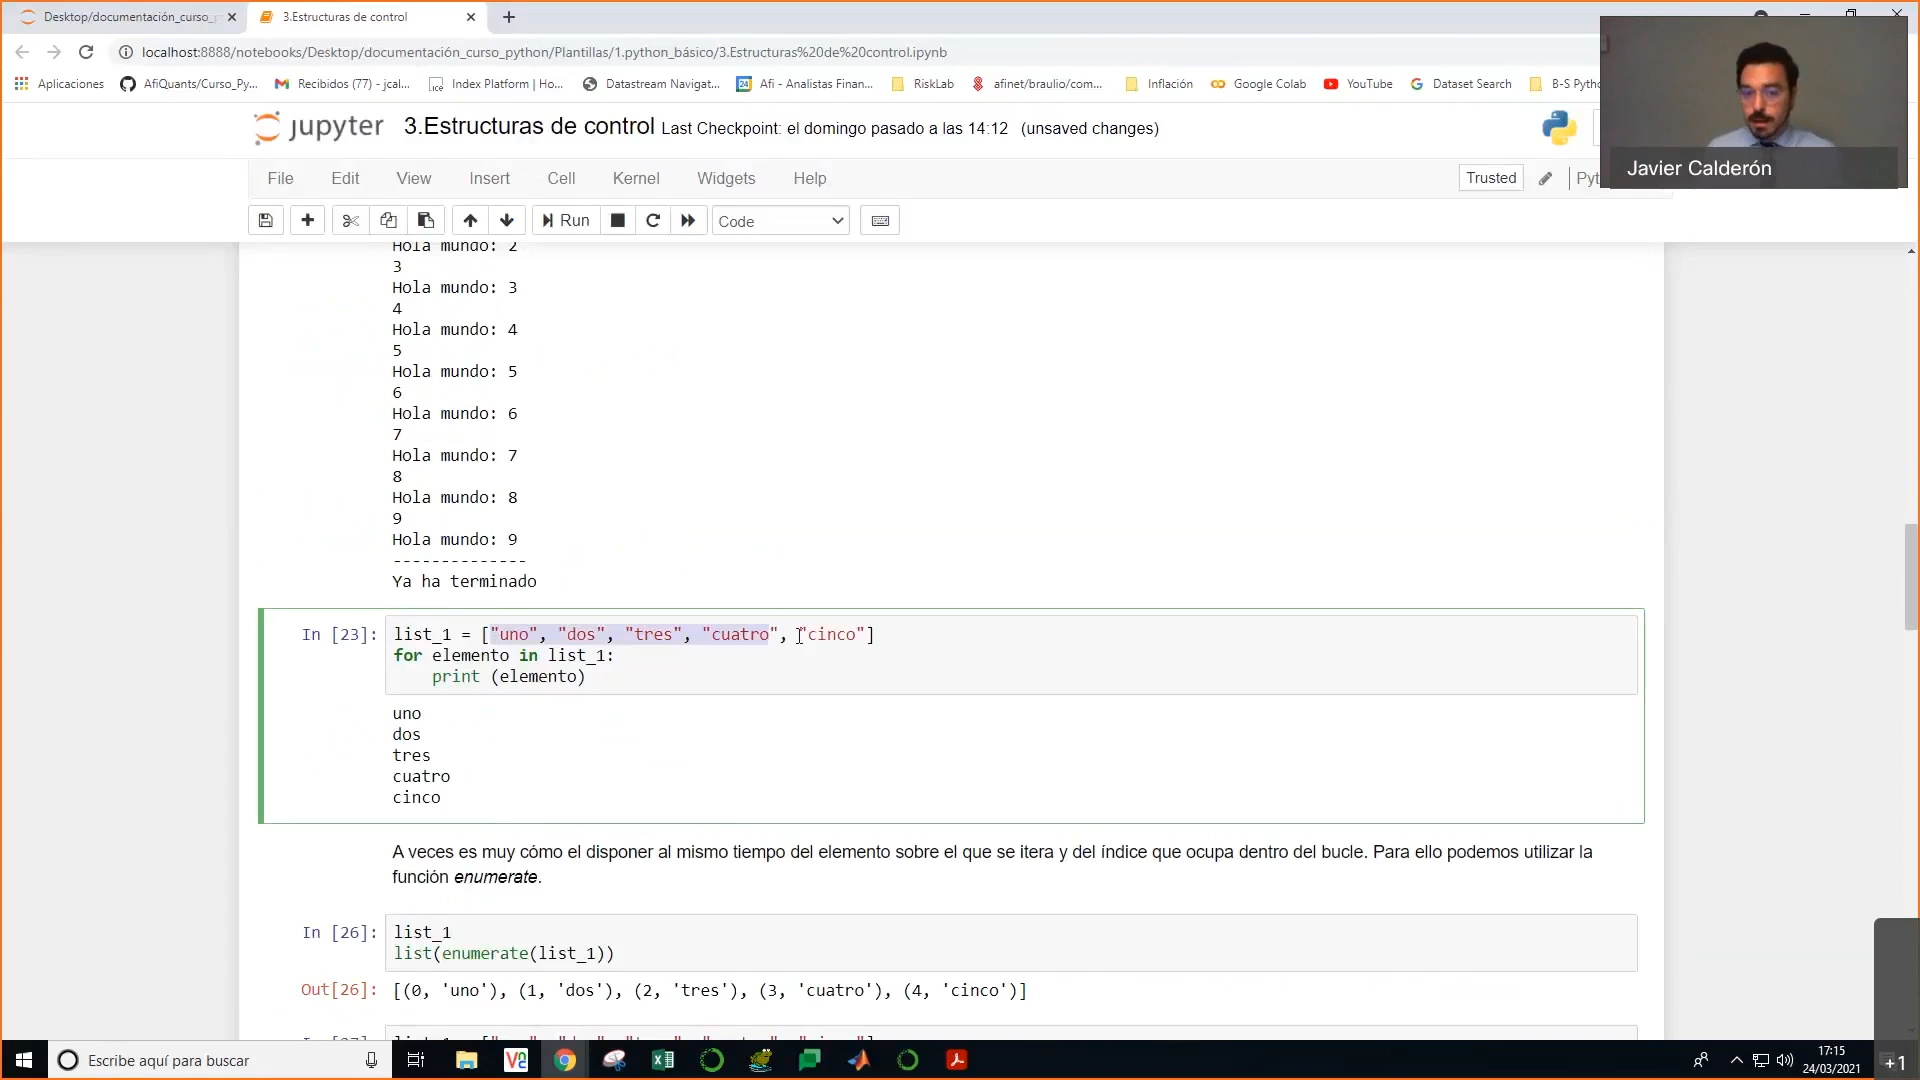 Desktop/documentación_curso_p
3.Estructuras de control
localhost:8888/notebooks/Desktop/documentación_curso_python/Plantillas/1.python_básico/3.Estructuras%20de%20control.ipynb
Aplicaciones
AfiQuants/Curso_Py...
Recibidos (77) - jcal...
Index Platform | Ho...
Datastream Navigat...
Afi - Analistas Finan...
RiskLab
afinet/braulio/com...
Inflación
Google Colab
YouTube
Dataset Search
B-S Pytho
Javier Calderón
jupyter
3.Estructuras de control
Last Checkpoint: el domingo pasado a las 14:12
(unsaved changes)
File
Edit
View
Insert
Cell
Kernel
Widgets
Help
Trusted
Pyt
Run
Code
Hola mundo: 2
3
Hola mundo: 3
4
Hola mundo: 4
5
Hola mundo: 5
6
Hola mundo: 6
7
Hola mundo: 7
8
Hola mundo: 8
9
Hola mundo: 9
--------------
Ya ha terminado
In [23]:
list_1 = ["uno", "dos", "tres", "cuatro", "cinco"]
for elemento in list_1:
    print (elemento)
uno
dos
tres
cuatro
cinco
A veces es muy cómo el disponer al mismo tiempo del elemento sobre el que se itera y del índice que ocupa dentro del bucle. Para ello podemos utilizar la
función enumerate.
In [26]:
list_1
list(enumerate(list_1))
Out[26]:
[(0, 'uno'), (1, 'dos'), (2, 'tres'), (3, 'cuatro'), (4, 'cinco')]
Escribe aquí para buscar
17:15
24/03/2021
+1